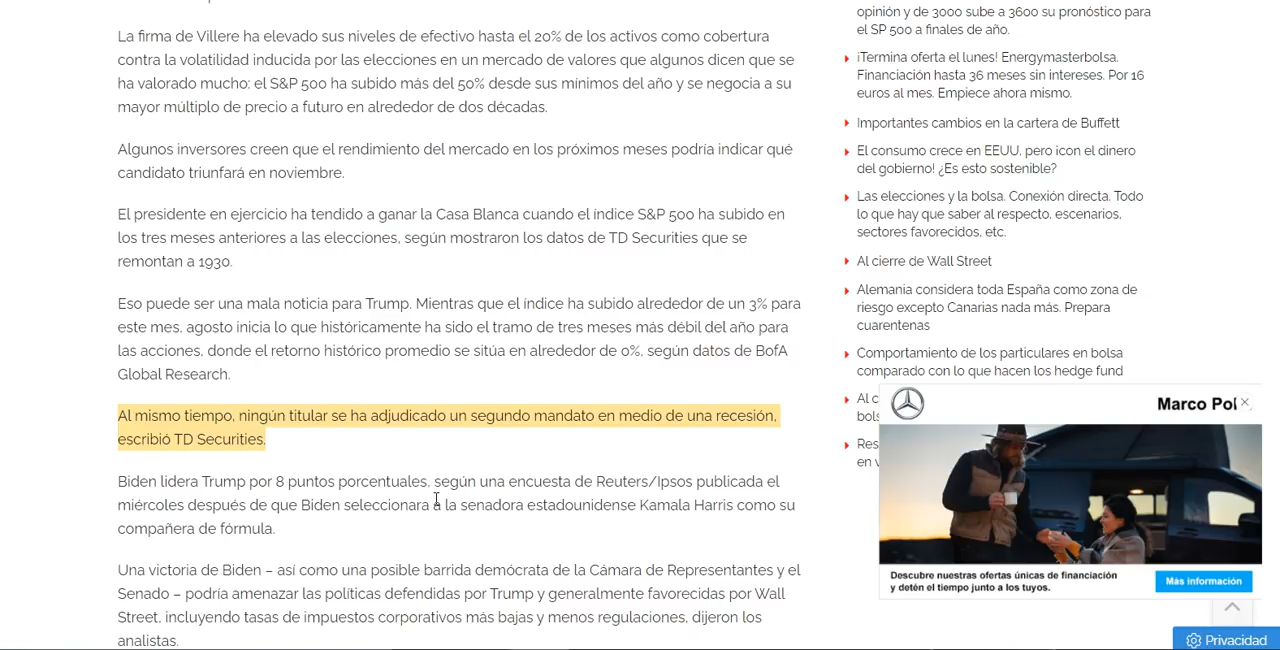 La firma de Villere ha elevado sus niveles de efectivo hasta el 20% de los activos como cobertura
contra la volatilidad inducida por las elecciones en un mercado de valores que algunos dicen que se
ha valorado mucho: el S&P 500 ha subido más del 50% desde sus mínimos del año y se negocia a su
mayor múltiplo de precio a futuro en alrededor de dos décadas.
Algunos inversores creen que el rendimiento del mercado en los próximos meses podría indicar qué
candidato triunfará en noviembre.
El presidente en ejercicio ha tendido a ganar la Casa Blanca cuando el índice S&P 500 ha subido en
los tres meses anteriores a las elecciones, según mostraron los datos de TD Securities que se
remontan a 1930.
Eso puede ser una mala noticia para Trump. Mientras que el índice ha subido alrededor de un 3% para
este mes, agosto inicia lo que históricamente ha sido el tramo de tres meses más débil del año para
las acciones, donde el retorno histórico promedio se sitúa en alrededor de 0%, según datos de BofA
Global Research.
Al mismo tiempo, ningún titular se ha adjudicado un segundo mandato en medio de una recesión,
escribió TD Securities.
Biden lidera Trump por 8 puntos porcentuales, según una encuesta de Reuters/Ipsos publicada el
miércoles después de que Biden seleccionara a la senadora estadounidense Kamala Harris como su
compañera de fórmula.
Una victoria de Biden – así como una posible barrida demócrata de la Cámara de Representantes y el
Senado – podría amenazar las políticas defendidas por Trump y generalmente favorecidas por Wall
Street, incluyendo tasas de impuestos corporativos más bajas y menos regulaciones, dijeron los
analistas.
opinión y de 3000 sube a 3600 su pronóstico para
el SP 500 a finales de año.
¡Termina oferta el lunes! Energymasterbolsa.
Financiación hasta 36 meses sin intereses. Por 16
euros al mes. Empiece ahora mismo.
Importantes cambios en la cartera de Buffett
El consumo crece en EEUU, pero icon el dinero
del gobierno! ¿Es esto sostenible?
Las elecciones y la bolsa. Conexión directa. Todo
lo que hay que saber al respecto, escenarios,
sectores favorecidos, etc.
Al cierre de Wall Street
Alemania considera toda España como zona de
riesgo excepto Canarias nada más. Prepara
cuarentenas
Comportamiento de los particulares en bolsa
comparado con lo que hacen los hedge fund
Al c
bols
Res
en v
Marco Pol
Descubre nuestras ofertas únicas de financiación
y detén el tiempo junto a los tuyos.
Más información
Privacidad